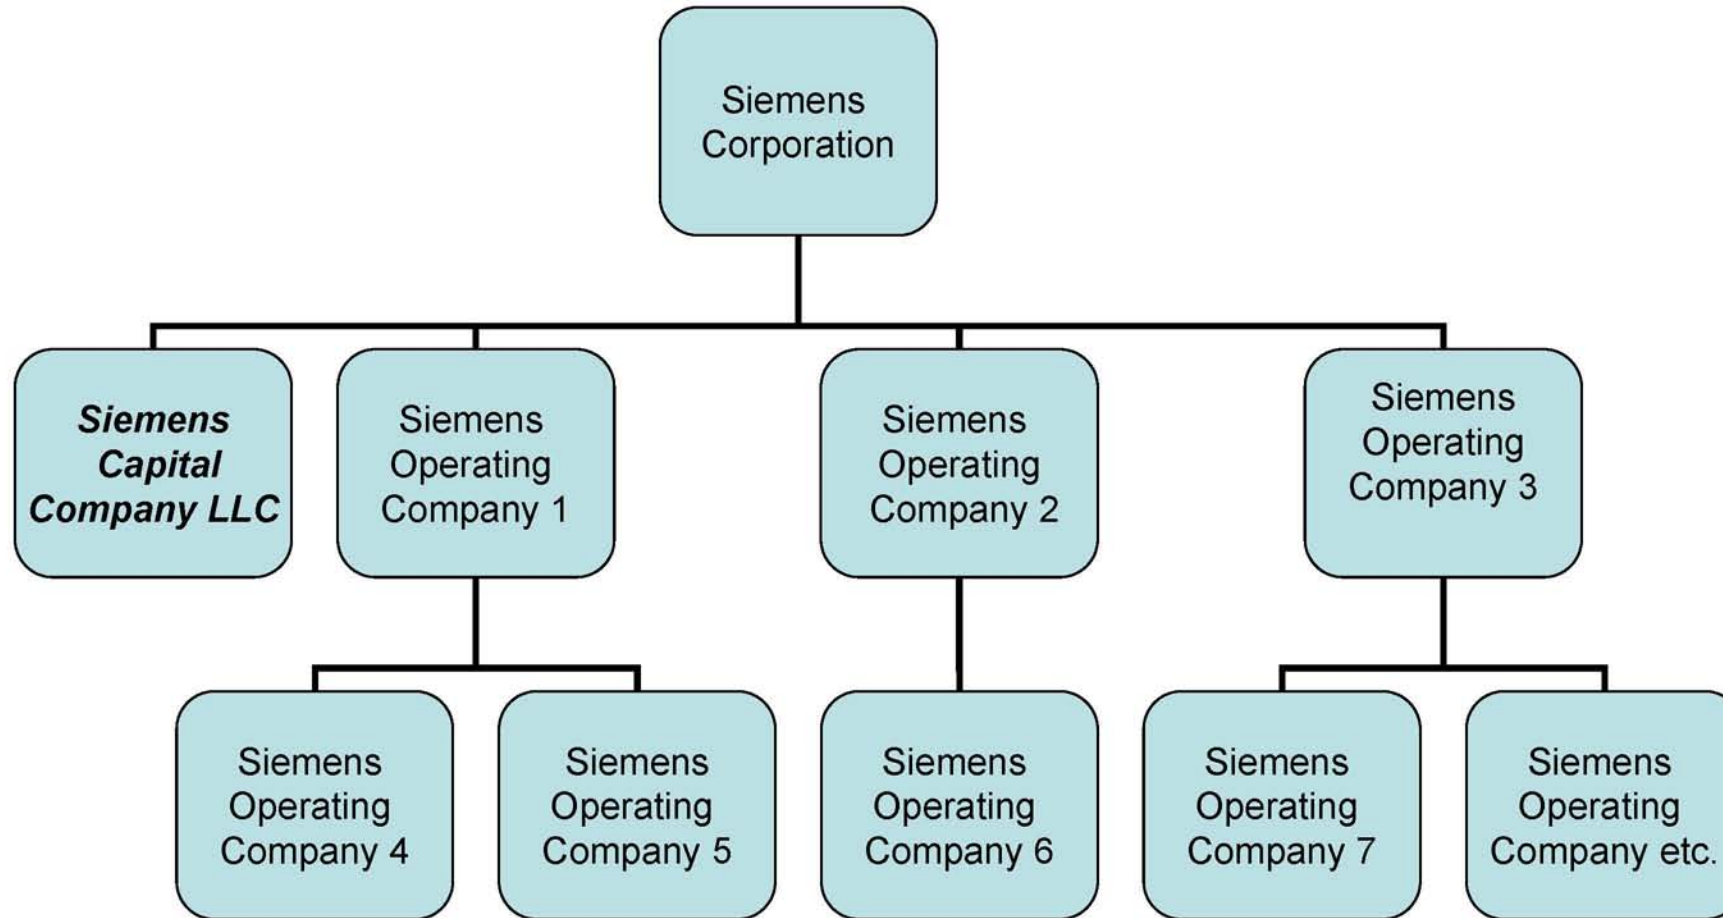 Siemens
Corporation
Siemens
Capital
Company LLC
Siemens
Operating
Company 1
Siemens
Operating
Company 2
Siemens
Operating
Company 3
Siemens
Operating
Company 4
Siemens
Operating
Company 5
Siemens
Operating
Company 6
Siemens
Operating
Company 7
Siemens
Operating
Company etc.